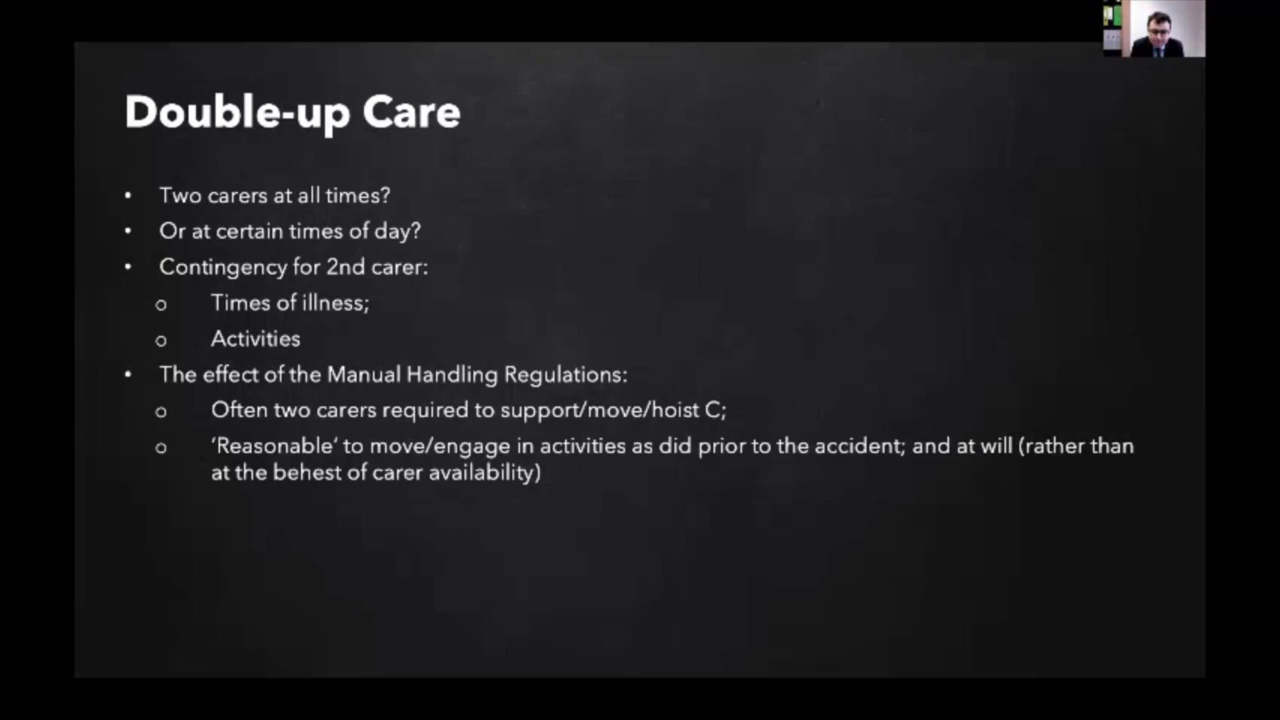 Double-up Care
• Two carers at all times?
• Or at certain times of day?
• Contingency for 2nd carer:
o Times of illness;
o Activities
• The effect of the Manual Handling Regulations:
o Often two carers required to support/move/hoist C;
o ‘Reasonable‘ to move/engage in activities as did prior to the accident; and at will (rather than
at the behest of carer availability)